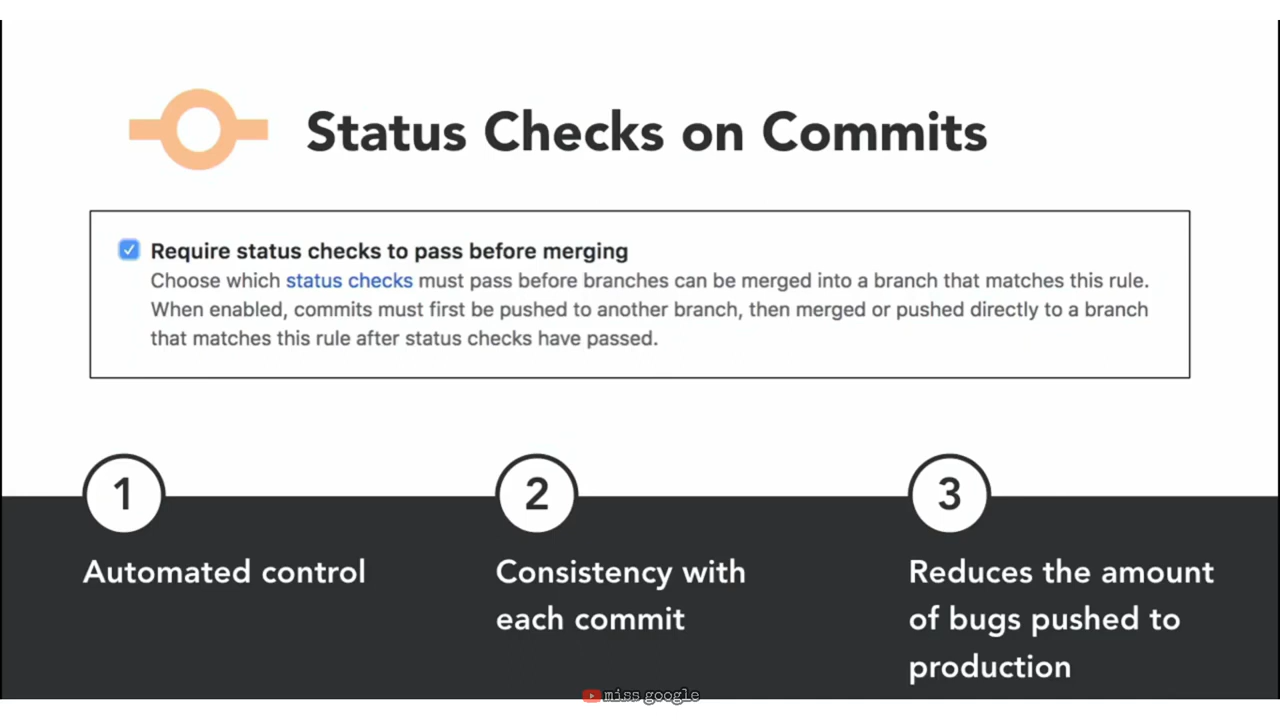 Status Checks on Commits
Require status checks to pass before merging
Choose which status checks must pass before branches can be merged into a branch that matches this rule.
When enabled, commits must first be pushed to another branch, then merged or pushed directly to a branch
that matches this rule after status checks have passed.
1
Automated control
2
Consistency with
each commit
3
Reduces the amount
of bugs pushed to
production
miss google